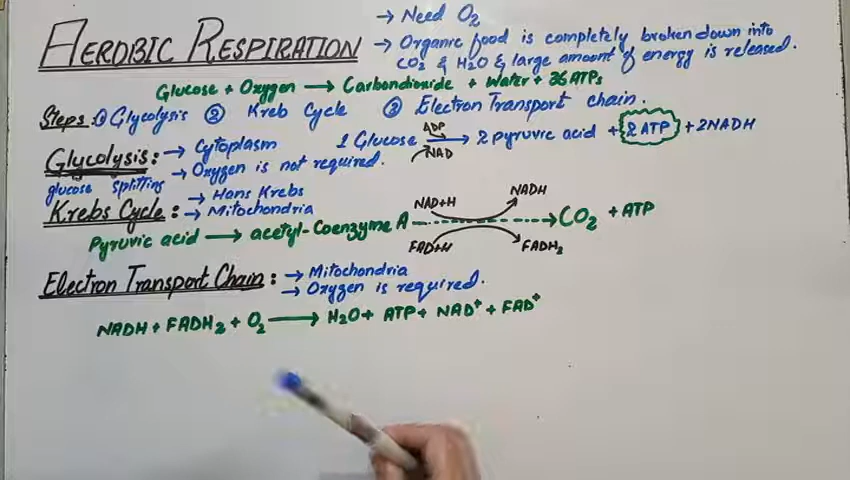 AEROBIC RESPIRATION
→ Need O2
→ Organic food is completely broken down into
CO2 & H2O & large amount of energy is released.
Glucose + Oxygen → Carbondioxide + Water + 36 ATPs
Steps: ① Glycolysis ② Kreb Cycle ③ Electron Transport chain.
Glycolysis: → Cytoplasm
→ Oxygen is not required.
glucose splitting
1 Glucose → 2 pyruvic acid + 2 ATP + 2NADH
ADP
NAD
Krebs Cycle: → Hans Krebs
→ Mitochondria
Pyruvic acid → acetyl-Coenzyme A → CO2 + ATP
NAD+H NADH
FAD+H FADH2
Electron Transport Chain: → Mitochondria
→ Oxygen is required.
NADH + FADH2 + O2 → H2O + ATP + NAD+ + FAD+